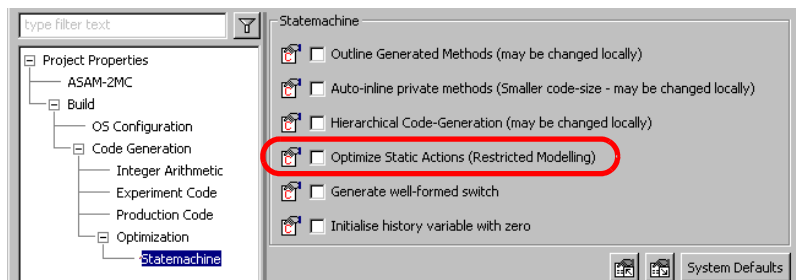 type filter text
Project Properties
ASAM-2MC
Build
OS Configuration
Code Generation
Integer Arithmetic
Experiment Code
Production Code
Optimization
Statemachine
Statemachine
Outline Generated Methods (may be changed locally)
Auto-inline private methods (Smaller code-size - may be changed locally)
Hierarchical Code-Generation (may be changed locally)
Optimize Static Actions (Restricted Modelling)
Generate well-formed switch
Initialise history variable with zero
System Defaults